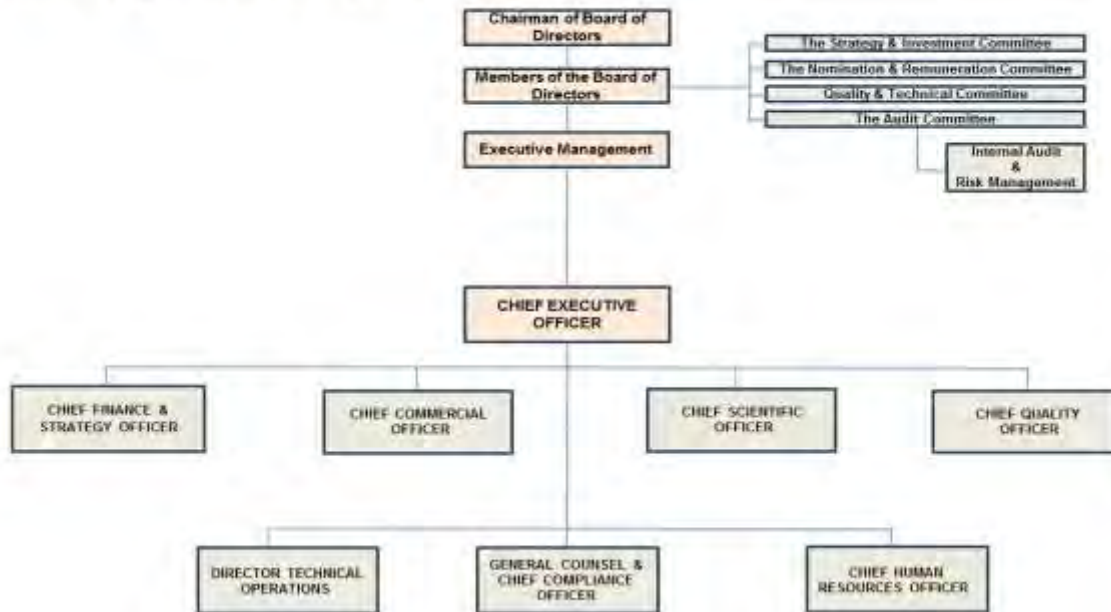 Chairman of Board of
Directors
Members of the Board of
Directors
The Strategy & Investment Committee
The Nomination & Remuneration Committee
Quality & Technical Committee
The Audit Committee
Executive Management
Internal Audit
&
Risk Management
CHIEF EXECUTIVE
OFFICER
CHIEF FINANCE &
STRATEGY OFFICER
CHIEF COMMERCIAL
OFFICER
CHIEF SCIENTIFIC
OFFICER
CHIEF QUALITY
OFFICER
DIRECTOR TECHNICAL
OPERATIONS
GENERAL COUNSEL &
CHIEF COMPLIANCE
OFFICER
CHIEF HUMAN
RESOURCES OFFICER